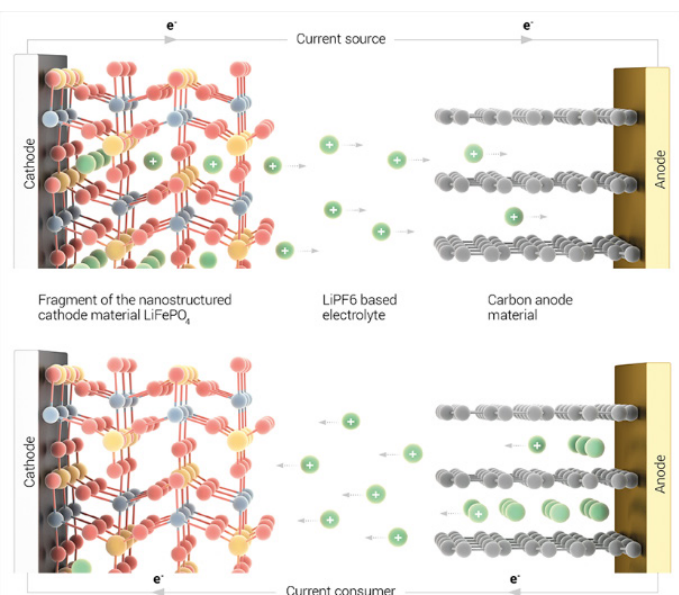 e-
e-
Current source
Cathode
+
+
+
+
+
+
+
+
+
+
+
Anode
Fragment of the nanostructured
cathode material LiFePO4
LiPF6 based
electrolyte
Carbon anode
material
Cathode
+
+
+
+
+
+
+
+
Anode
e-
e-
Current consumer